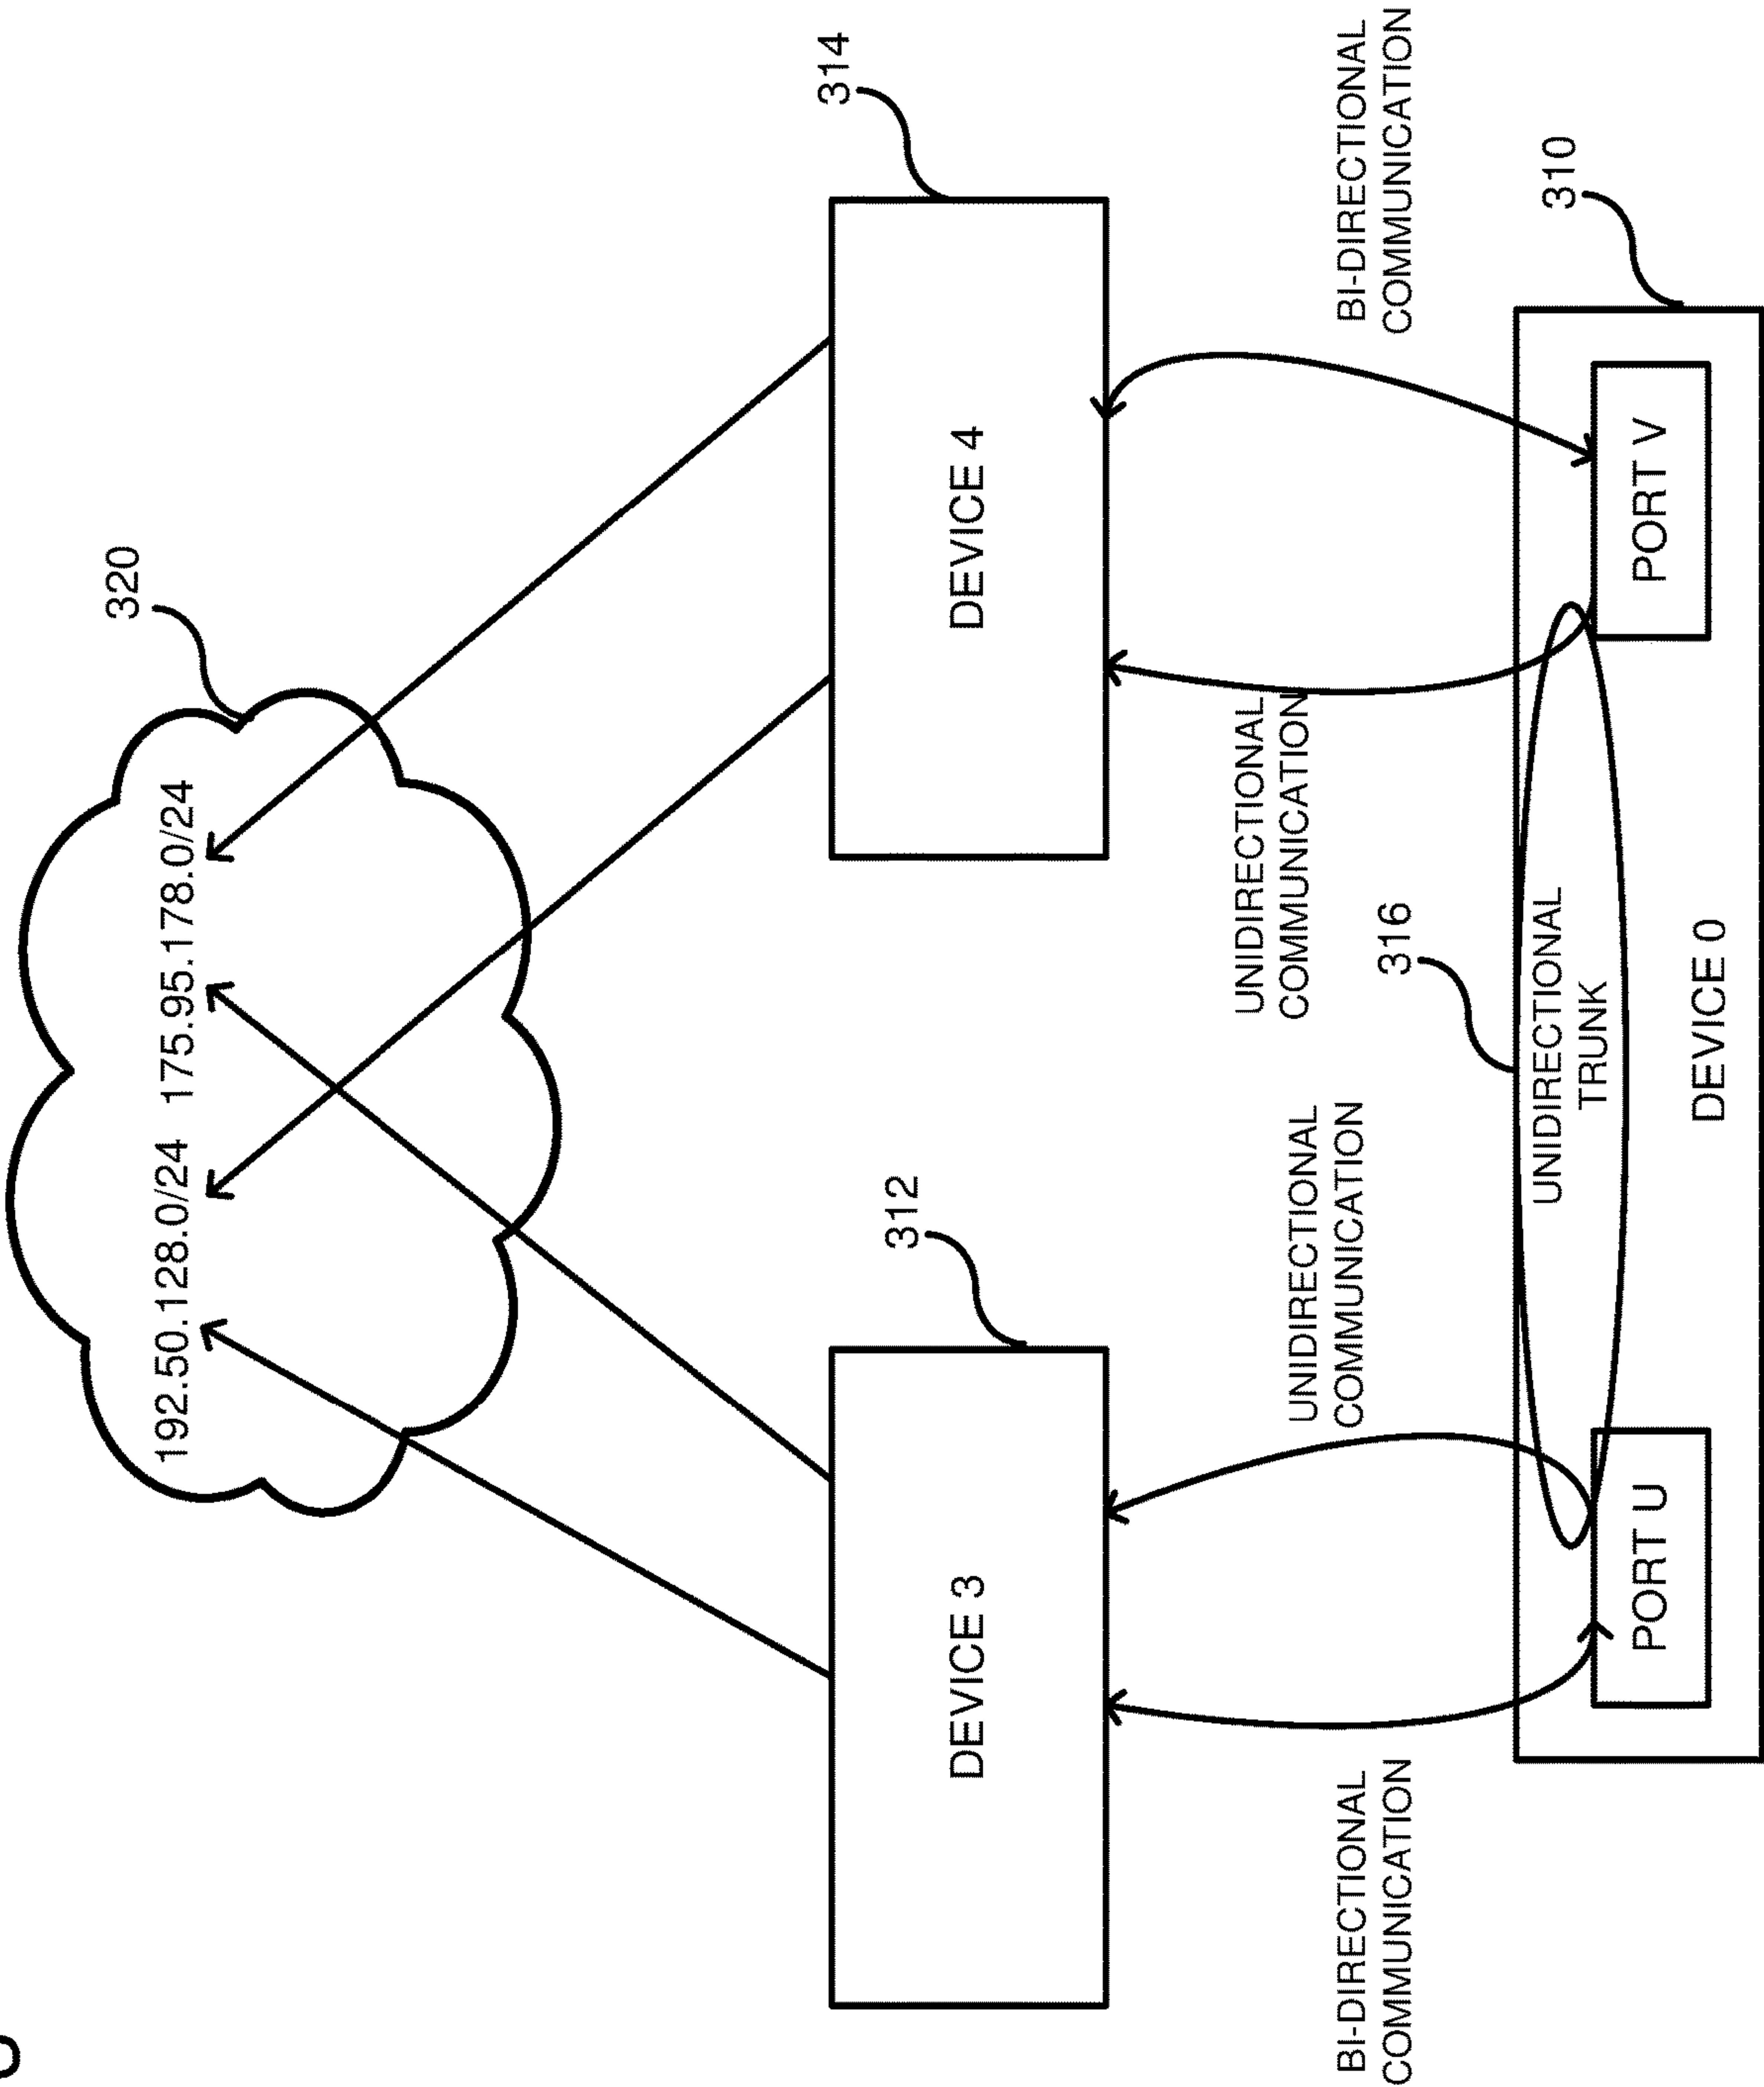 320
192.50.128.0/24 175.95.178.0/24
314
312
DEVICE 3
DEVICE 4
BI-DIRECTIONAL
COMMUNICATION
UNIDIRECTIONAL
COMMUNICATION
UNIDIRECTIONAL
COMMUNICATION
BI-DIRECTIONAL
COMMUNICATION
316
310
UNIDIRECTIONAL
TRUNK
PORT U
PORT V
DEVICE 0